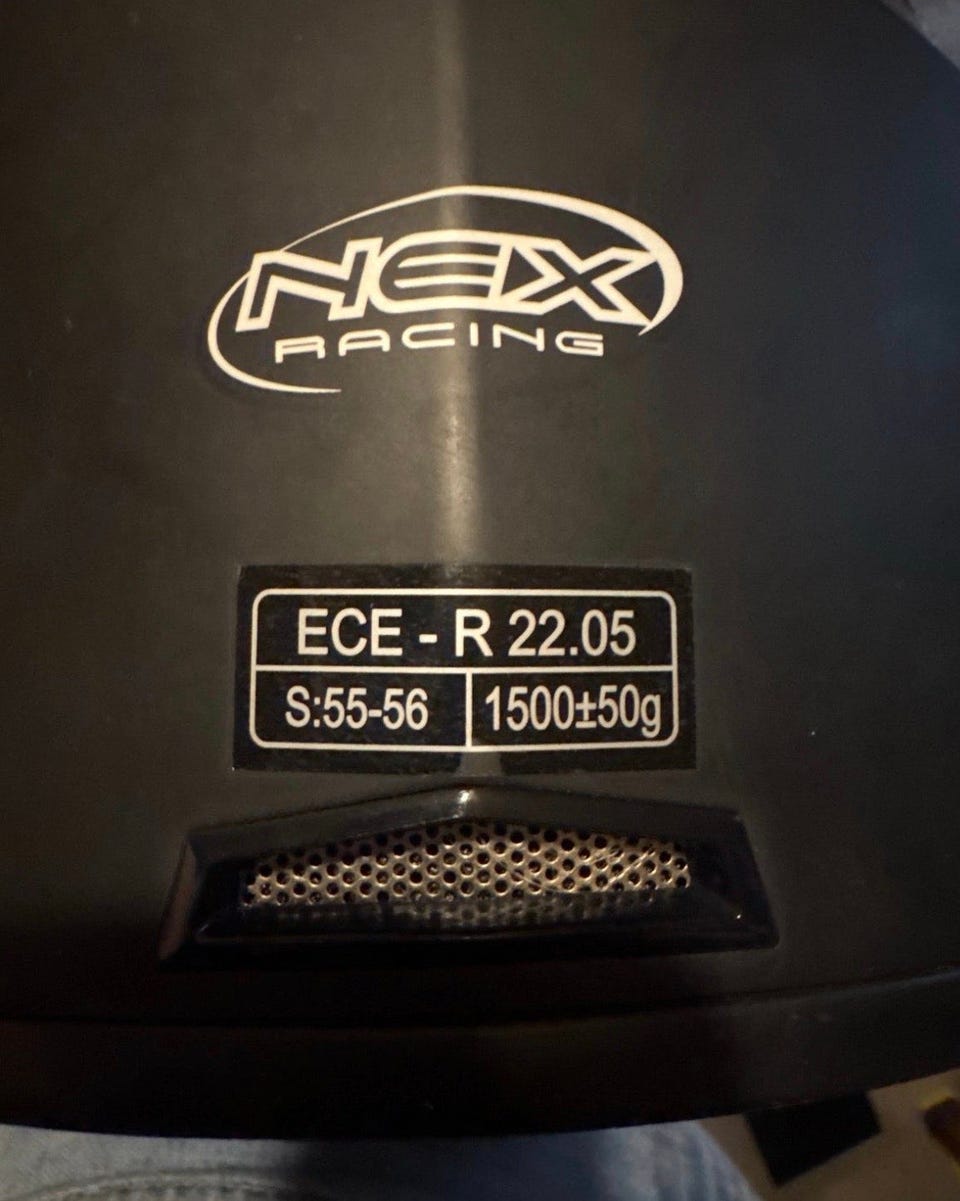 NEX
RACING
ECE - R 22.05
S:55-56
1500±50g